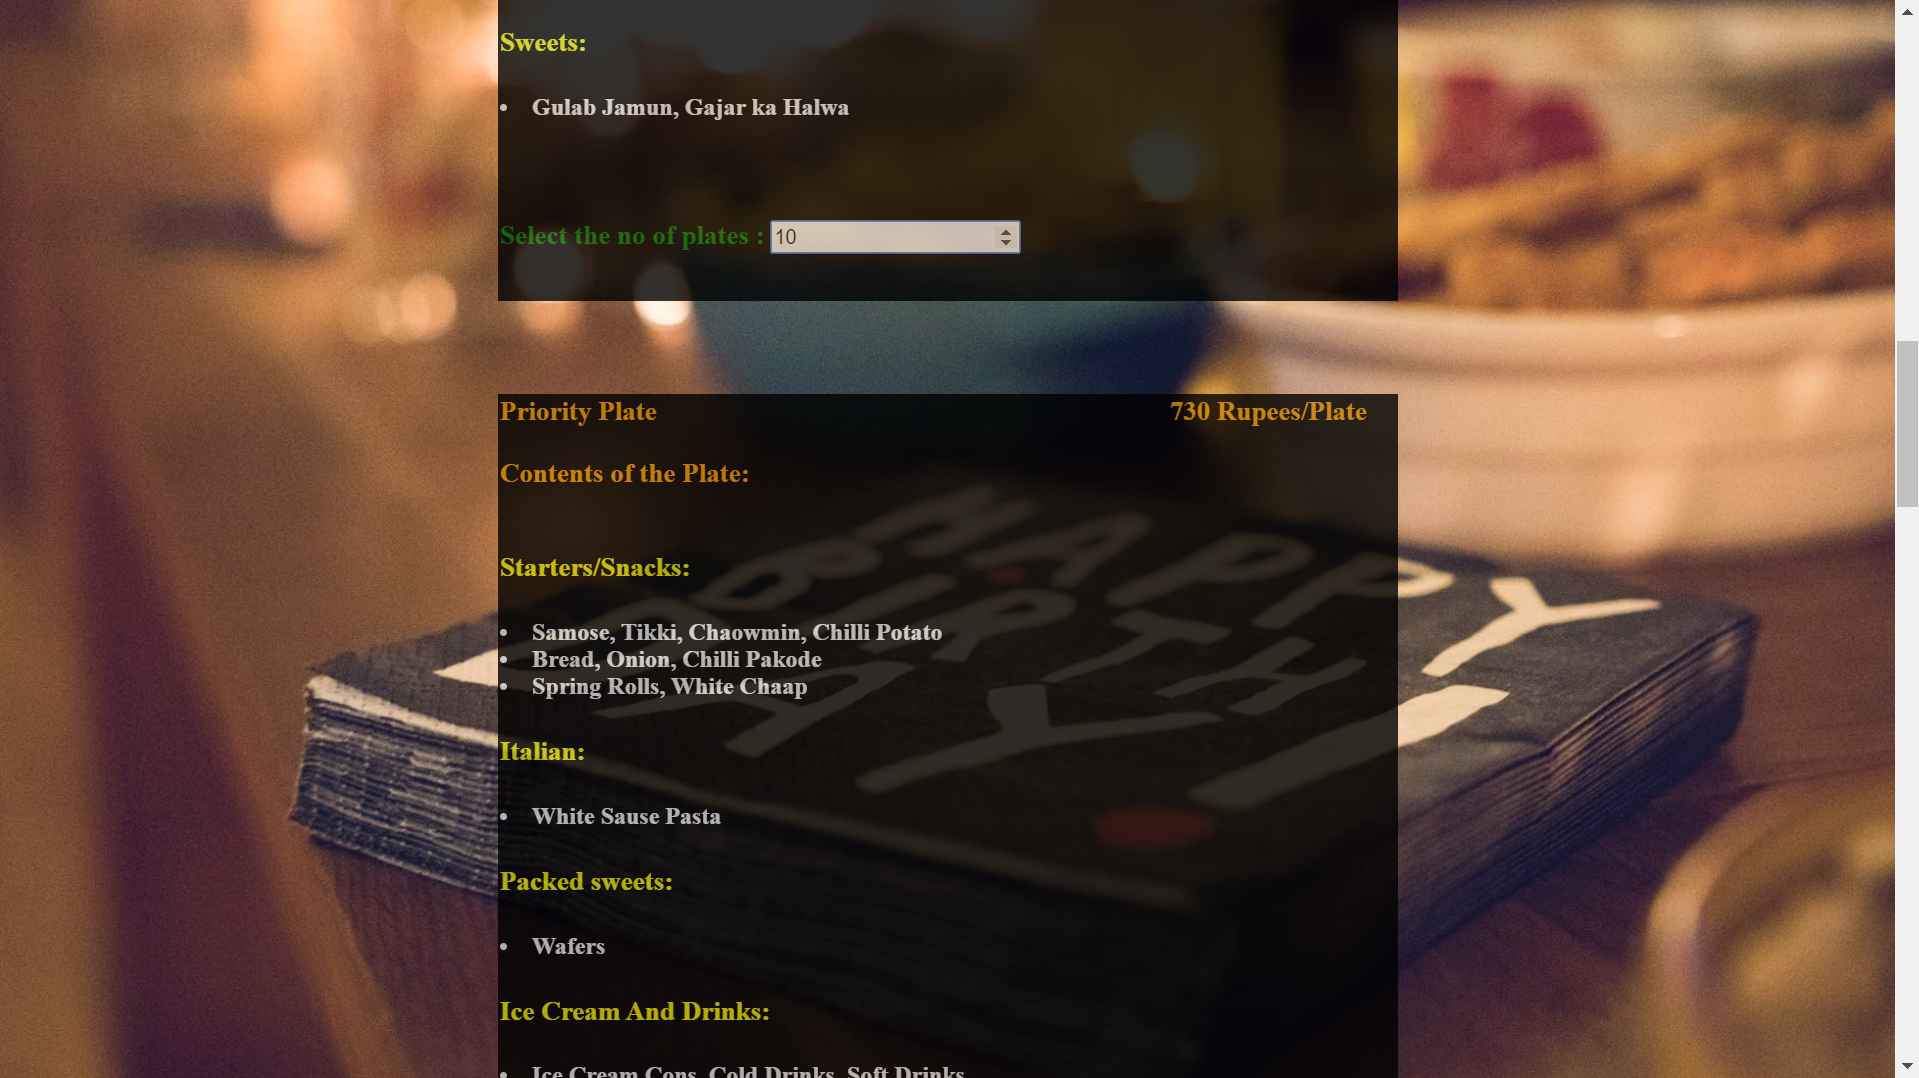 Sweets:
• Gulab Jamun, Gajar ka Halwa
Select the no of plates : 10
Priority Plate 730 Rupees/Plate
Contents of the Plate:
Starters/Snacks:
• Samose, Tikki, Chaowmin, Chilli Potato
• Bread, Onion, Chilli Pakode
• Spring Rolls, White Chaap
Italian:
• White Sause Pasta
Packed sweets:
• Wafers
Ice Cream And Drinks:
• Ice Cream Cons, Cold Drinks, Soft Drinks
HAPPY
BIRTH
DAY!